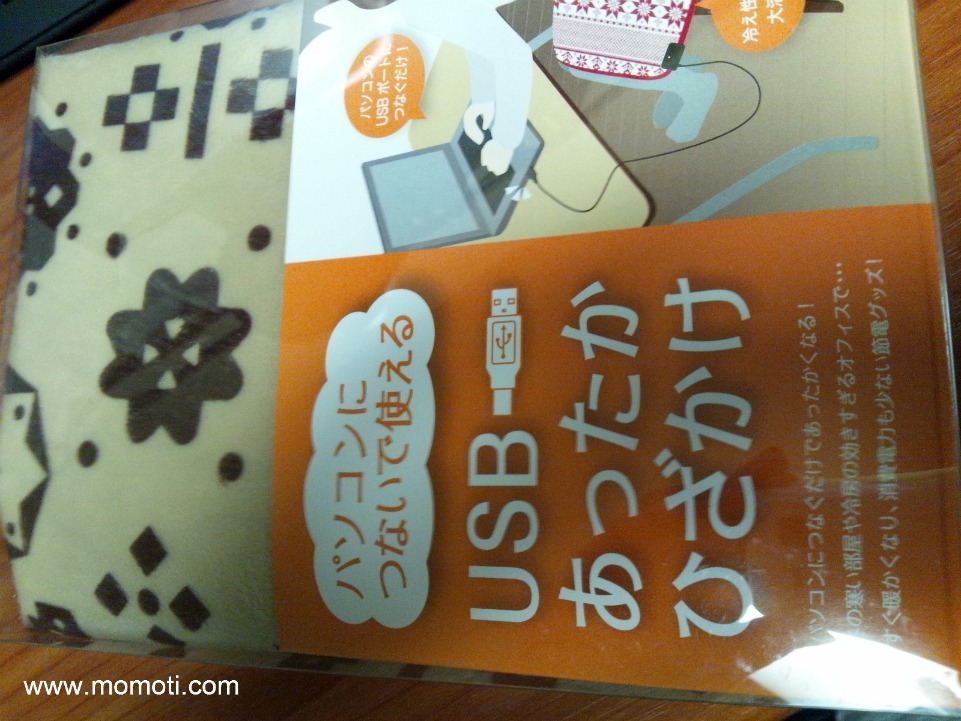 パソコンの
USBポートに
つなぐだけ!
冷え性
パソコンに
つないで使える
USB
あったか
ひざかけ
パソコンにつなぐだけであったかくなる!
の寒い部屋や冷房の効きすぎるオフィスで…
すぐ暖かくなり、消費電力も少ない節電グッズ!
www.momoti.com